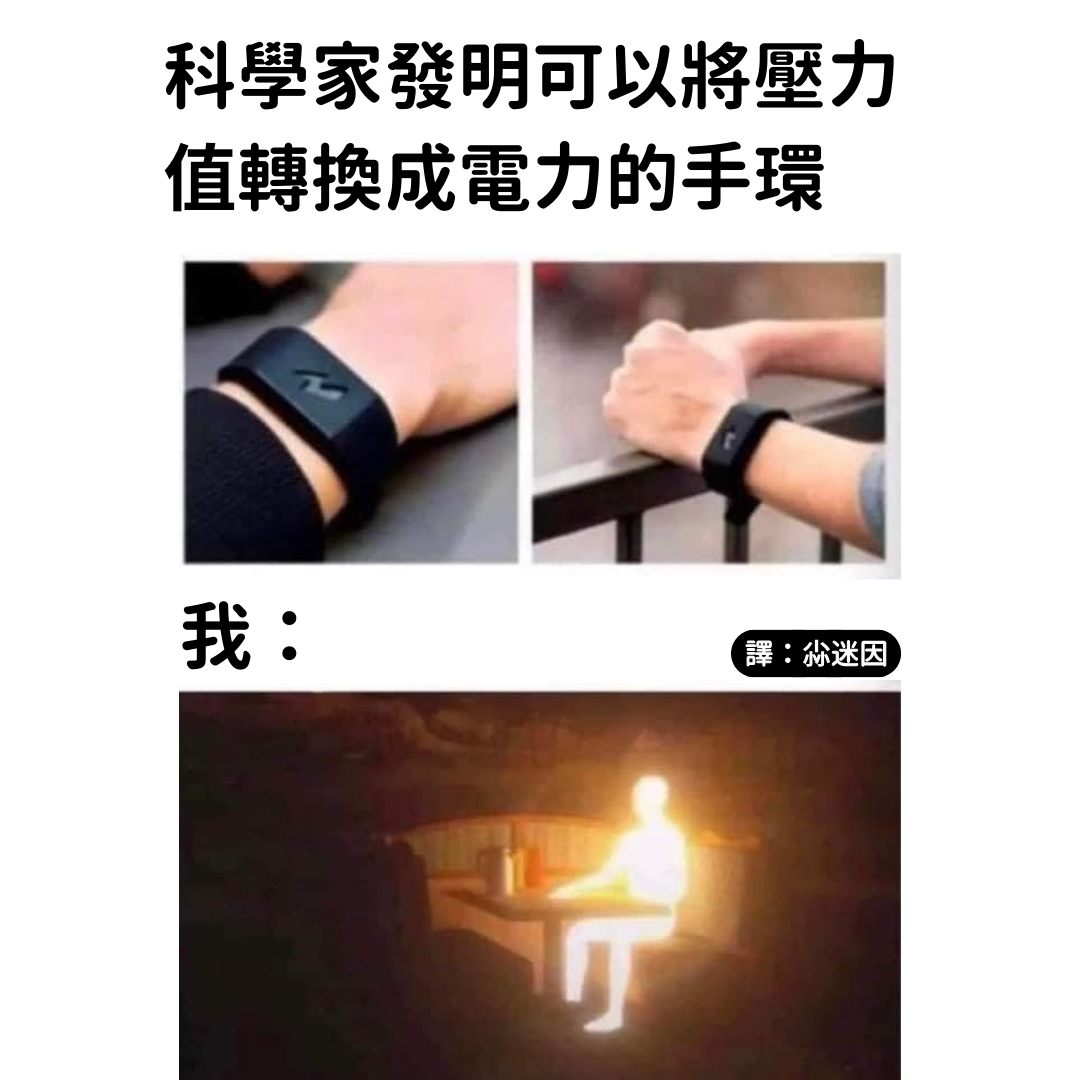 科學家發明可以將壓力
值轉換成電力的手環
我：
譯：尛迷因